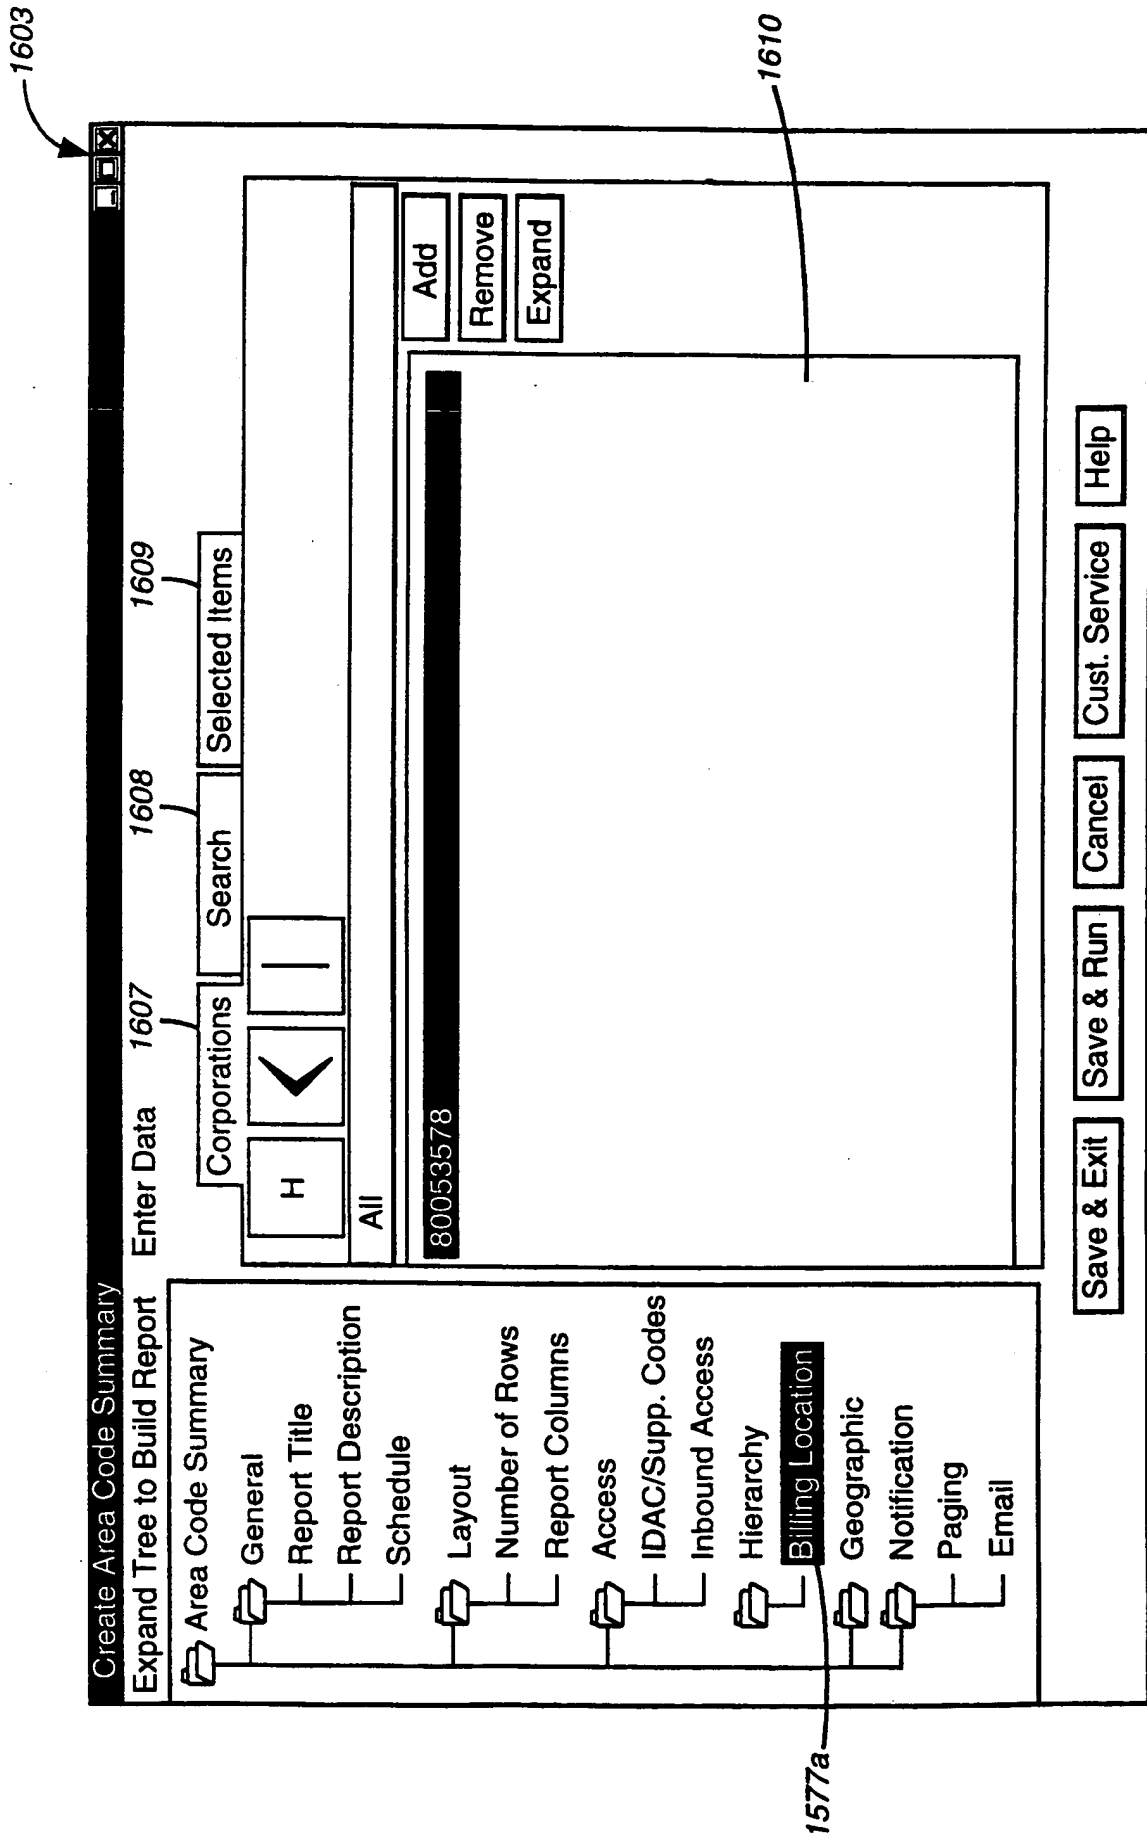 1603
Create Area Code Summary
Expand Tree to Build Report
Enter Data
1607
1608
1609
Area Code Summary
General
Report Title
Report Description
Schedule
Layout
Number of Rows
Report Columns
Access
IDAC/Supp. Codes
Inbound Access
Hierarchy
Billing Location
Geographic
Notification
Paging
Email
1577a
Corporations
Search
Selected Items
H
All
80053578
Add
Remove
Expand
1610
Save & Exit
Save & Run
Cancel
Cust. Service
Help